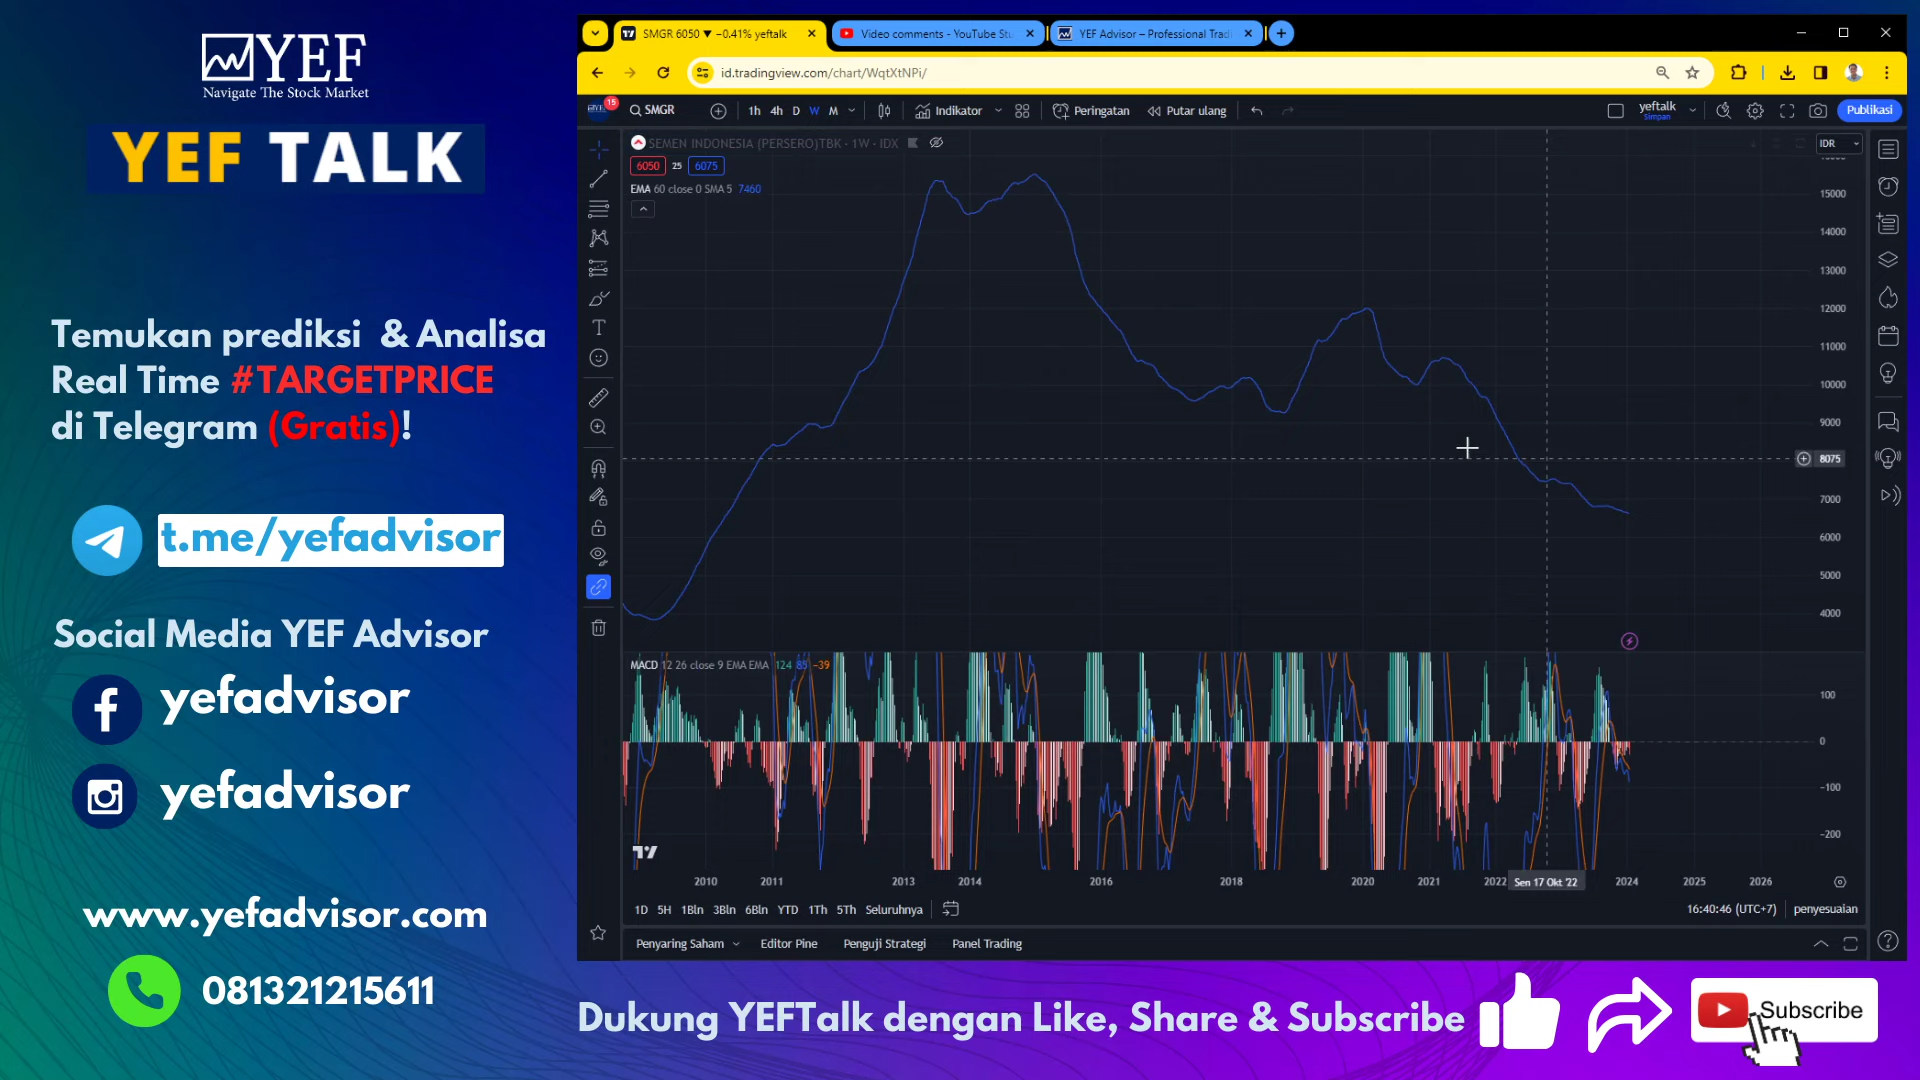 YEF
Navigate The Stock Market
YEF TALK
Temukan prediksi & Analisa
Real Time #TARGETPRICE
di Telegram (Gratis)!
t.me/yefadvisor
Social Media YEF Advisor
yefadvisor
yefadvisor
www.yefadvisor.com
081321215611
SMGR 6050 ▼ −0.41% yeftalk
Video comments - YouTube Stu
YEF Advisor – Professional Tradi
id.tradingview.com/chart/WqtXtNPi/
15
SMGR
1h 4h D W M
Indikator
Peringatan
Putar ulang
yeftalk
Simpan
Publikasi
SEMEN INDONESIA (PERSERO)TBK · 1W · IDX
IDR
6050 25 6075
EMA 60 close 0 SMA 5 7460
15000
14000
13000
12000
11000
10000
9000
8075
7000
6000
5000
4000
MACD 12 26 close 9 EMA EMA 124 85 −39
100
0
−100
−200
2010 2011 2013 2014 2016 2018 2020 2021 2022 Sen 17 Okt '22 2024 2025 2026
1D 5H 1Bln 3Bln 6Bln YTD 1Th 5Th Seluruhnya
16:40:46 (UTC+7) penyesuaian
Penyaring Saham Editor Pine Penguji Strategi Panel Trading
Dukung YEFTalk dengan Like, Share & Subscribe
Subscribe